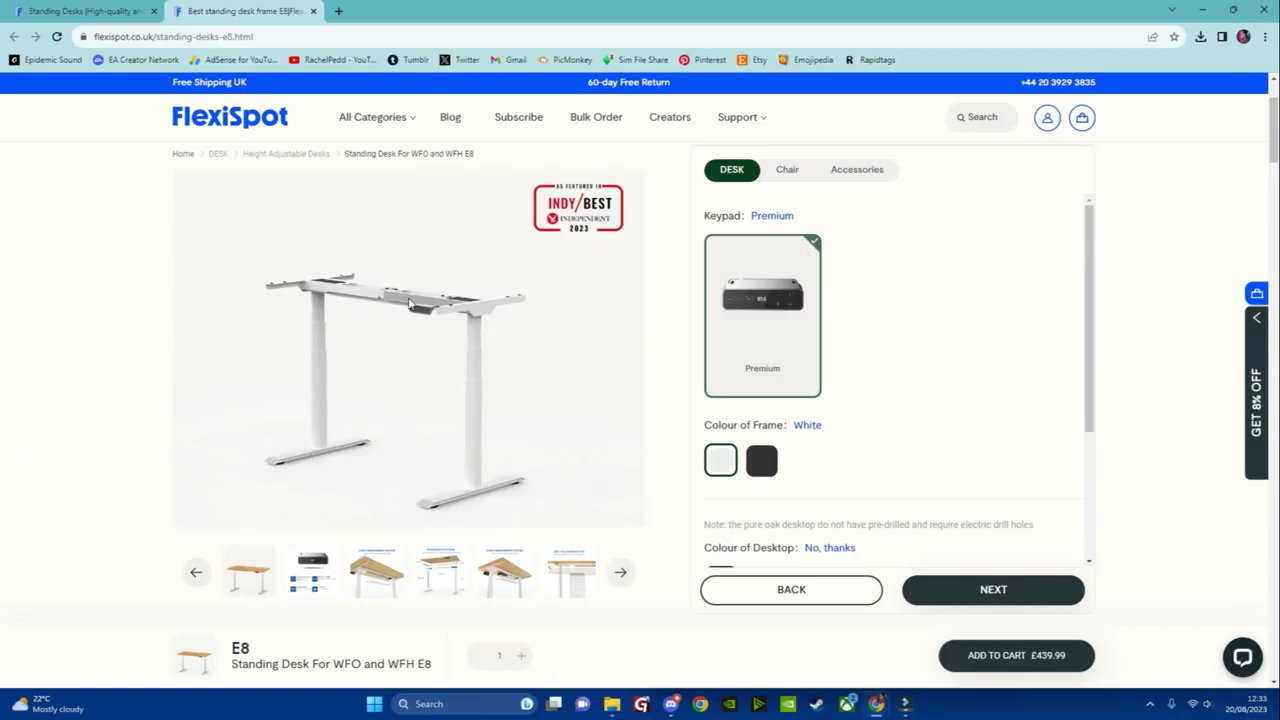 Standing Desks |High-quality an
Best standing desk frame E8|Flex
flexispot.co.uk/standing-desks-e8.html
Epidemic Sound
EA Creator Network
AdSense for YouTu...
RachelPedd - YouT...
Tumblr
Twitter
Gmail
PicMonkey
Sim File Share
Pinterest
Etsy
Emojipedia
Rapidtags
Free Shipping UK
60-day Free Return
+44 20 3929 3835
FlexiSpot
All Categories
Blog
Subscribe
Bulk Order
Creators
Support
Search
Home > DESK > Height Adjustable Desks > Standing Desk For WFO and WFH E8
AS FEATURED IN
INDY/BEST
INDEPENDENT
2023
DESK
Chair
Accessories
Keypad: Premium
Premium
Colour of Frame: White
Note: the pure oak desktop do not have pre-drilled and require electric drill holes
Colour of Desktop: No, thanks
BACK
NEXT
GET 8% OFF
E8
Standing Desk For WFO and WFH E8
1 +
ADD TO CART £439.99
22°C
Mostly cloudy
Search
12:33
20/08/2023